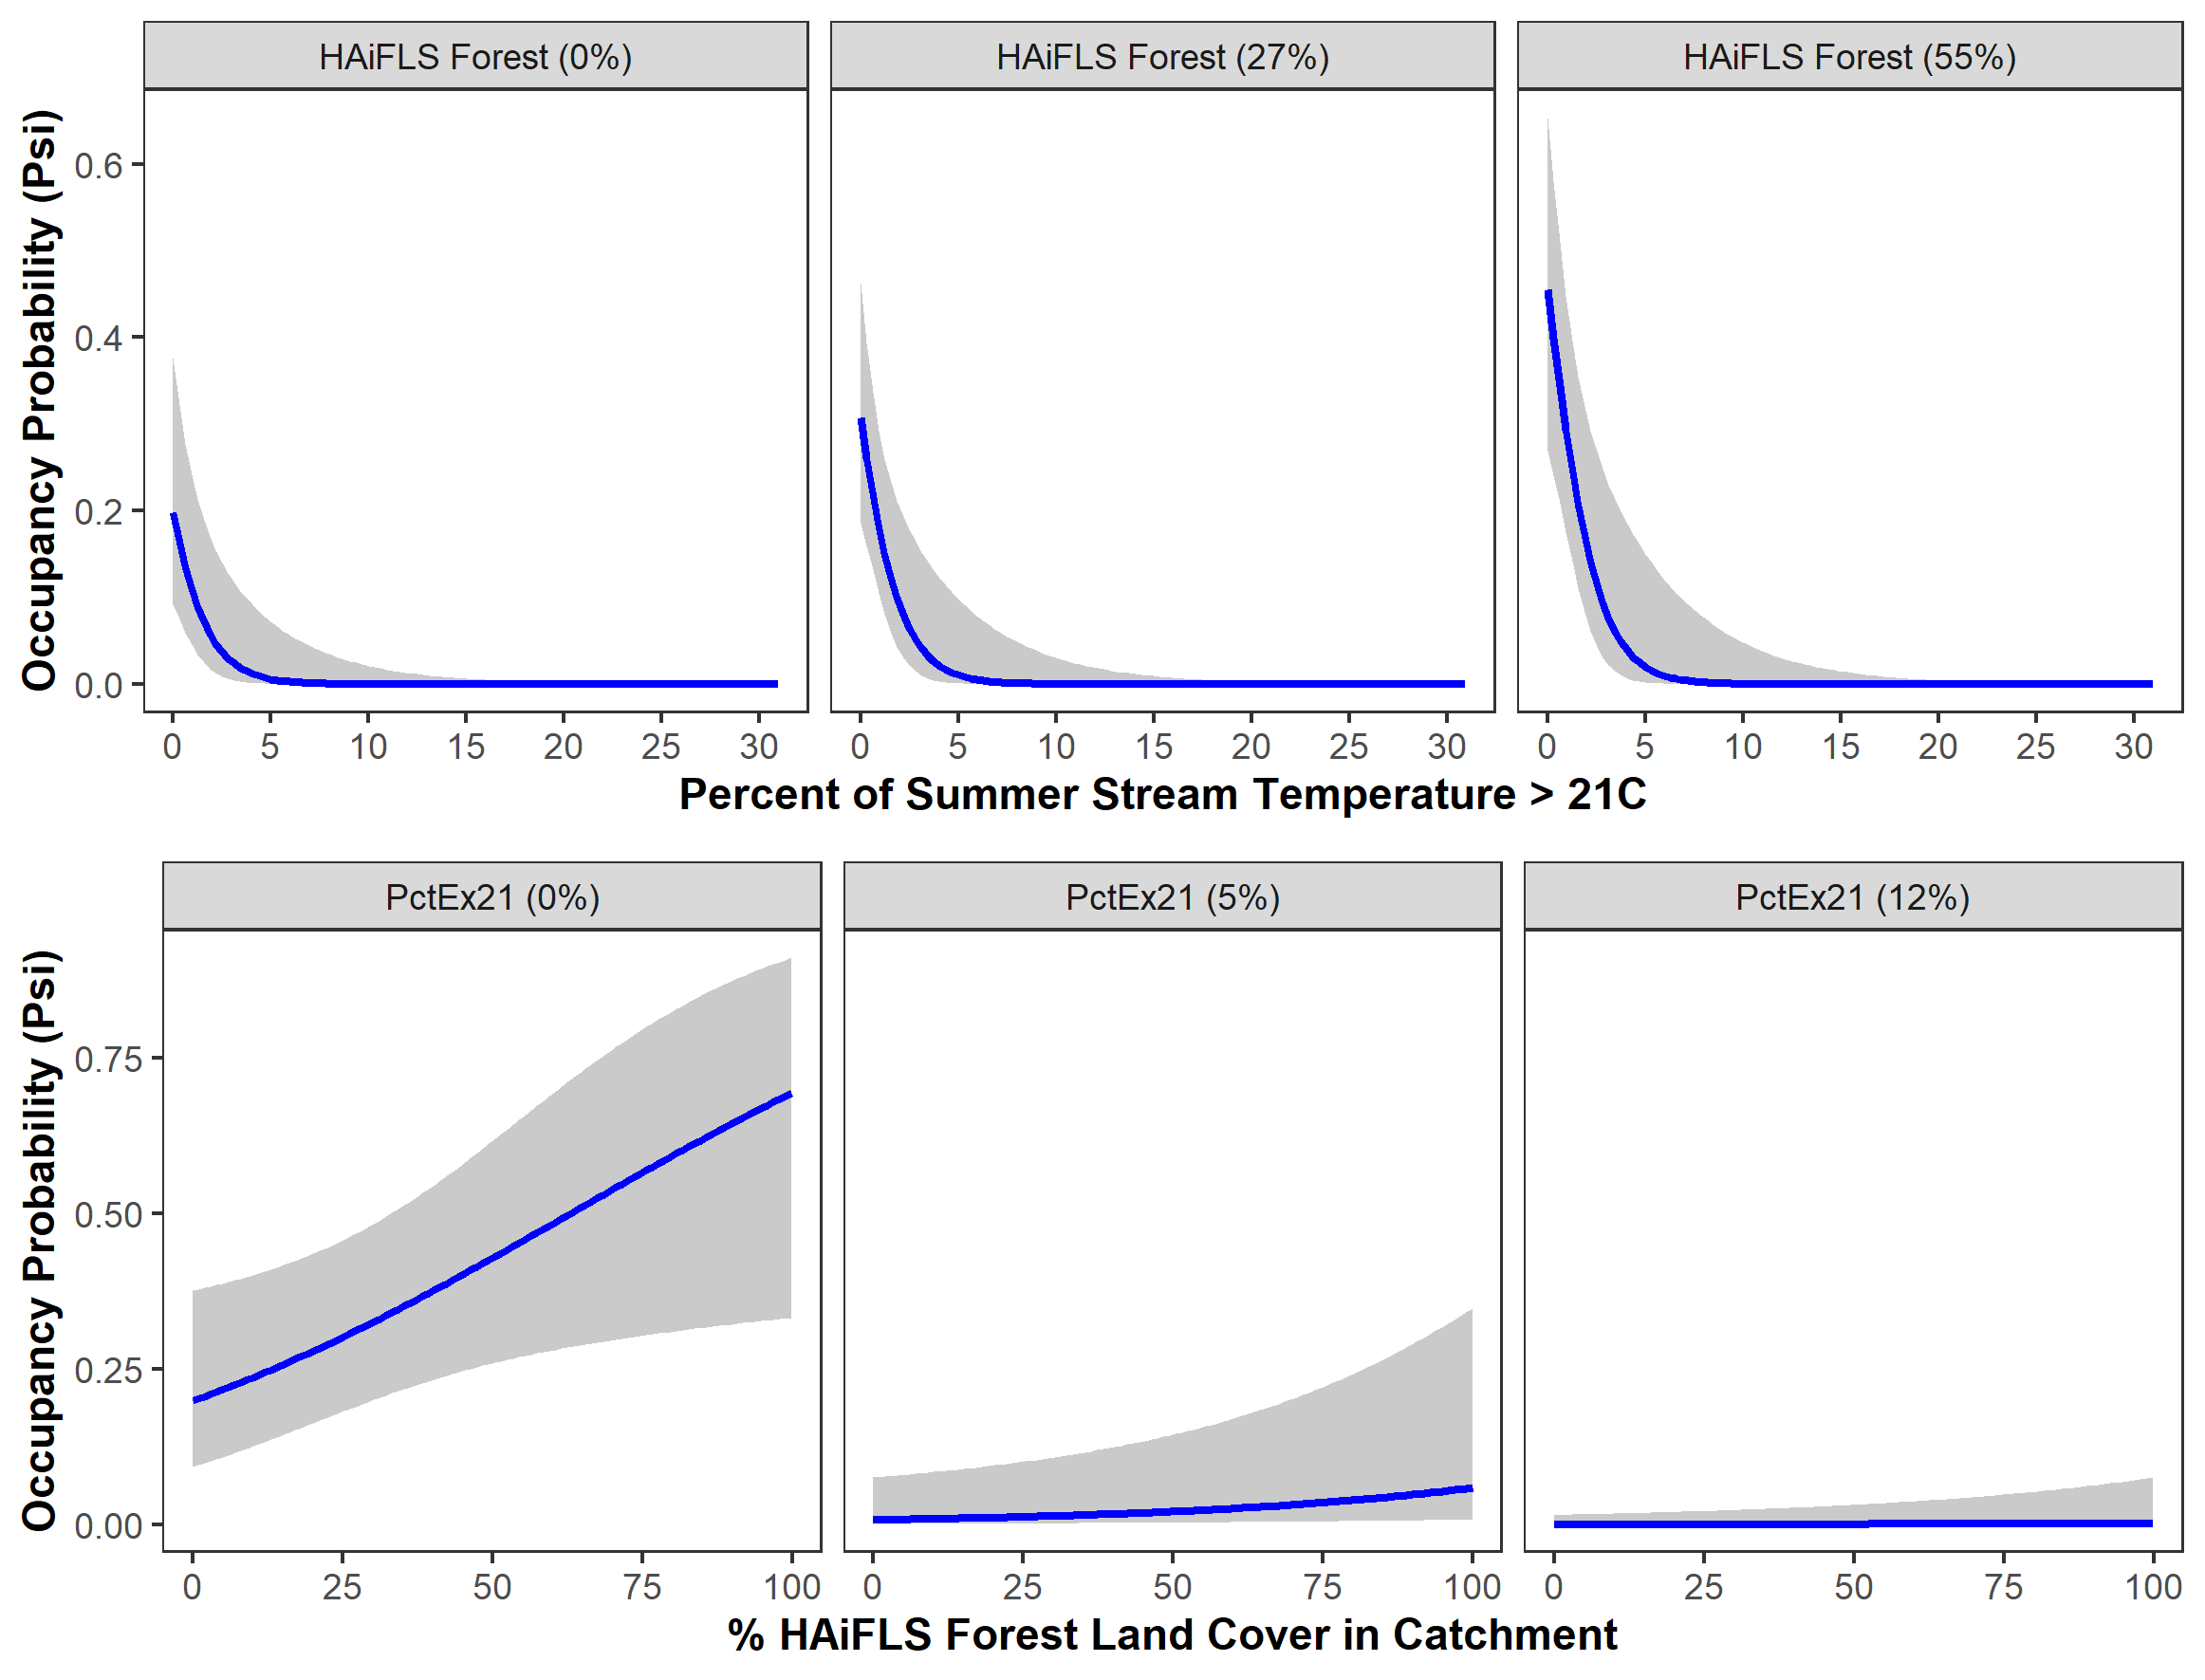 HAiFLS Forest (0%) HAiFLS Forest (27%) HAiFLS Forest (55%)
Occupancy Probability (Psi)
0.6
0.4
0.2
0.0
0 5 10 15 20 25 30 0 5 10 15 20 25 30 0 5 10 15 20 25 30
Percent of Summer Stream Temperature > 21C
PctEx21 (0%) PctEx21 (5%) PctEx21 (12%)
Occupancy Probability (Psi)
0.75
0.50
0.25
0.00
0 25 50 75 100 0 25 50 75 100 0 25 50 75 100
% HAiFLS Forest Land Cover in Catchment